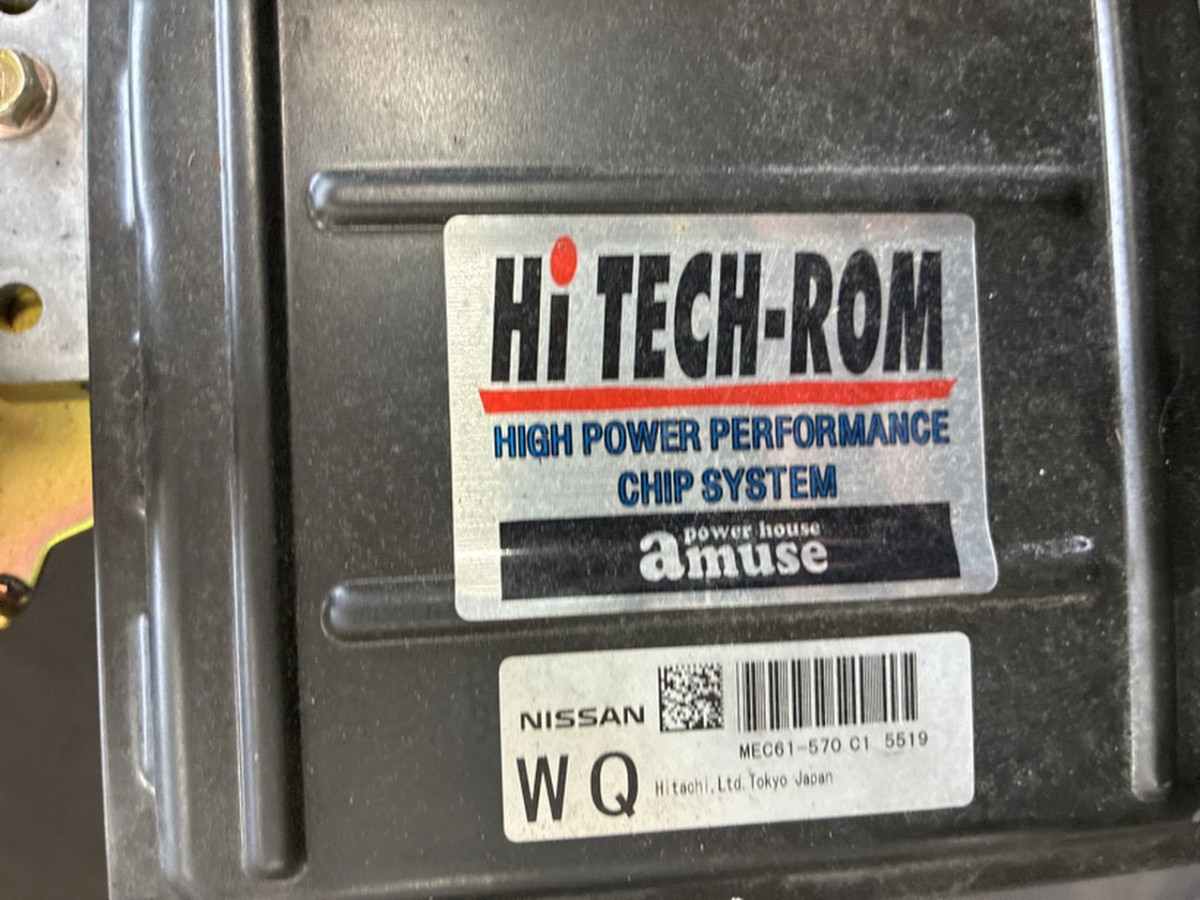 Hi TECH-ROM
HIGH POWER PERFORMANCE
CHIP SYSTEM
power house
amuse
NISSAN
MEC61-570 C1 5519
W Q
Hitachi,Ltd.Tokyo Japan